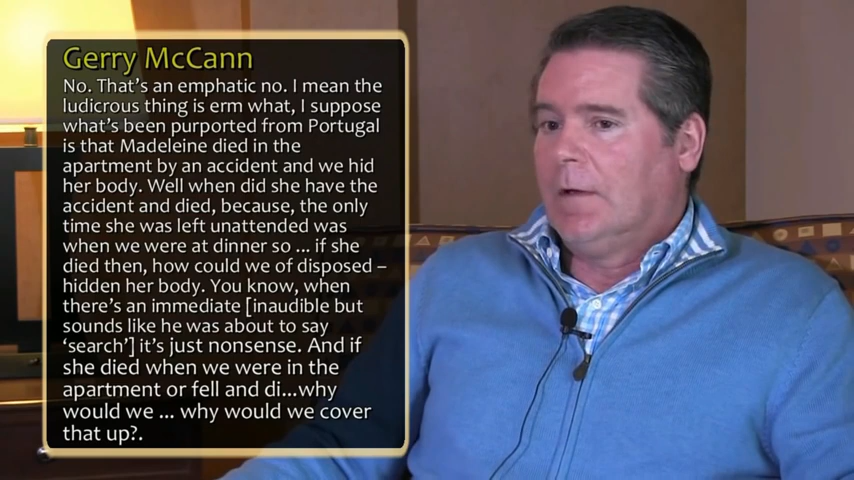 Gerry McCann
No. That's an emphatic no. I mean the
ludicrous thing is erm what, I suppose
what's been purported from Portugal
is that Madeleine died in the
apartment by an accident and we hid
her body. Well when did she have the
accident and died, because, the only
time she was left unattended was
when we were at dinner so ... if she
died then, how could we of disposed –
hidden her body. You know, when
there's an immediate [inaudible but
sounds like he was about to say
'search'] it's just nonsense. And if
she died when we were in the
apartment or fell and di...why
would we ... why would we cover
that up?.